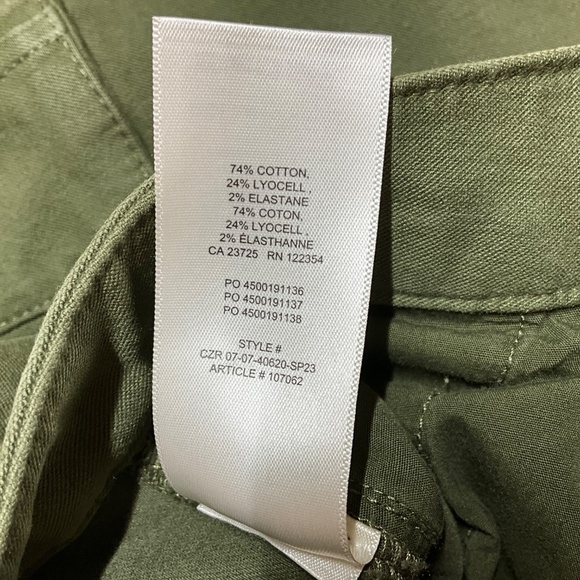 74% COTTON,
24% LYOCELL ,
2% ELASTANE
74% COTON,
24% LYOCELL ,
2% ÉLASTHANNE
CA 23725 RN 122354
PO 4500191136
PO 4500191137
PO 4500191138
STYLE #
CZR 07-07-40620-SP23
ARTICLE # 107062